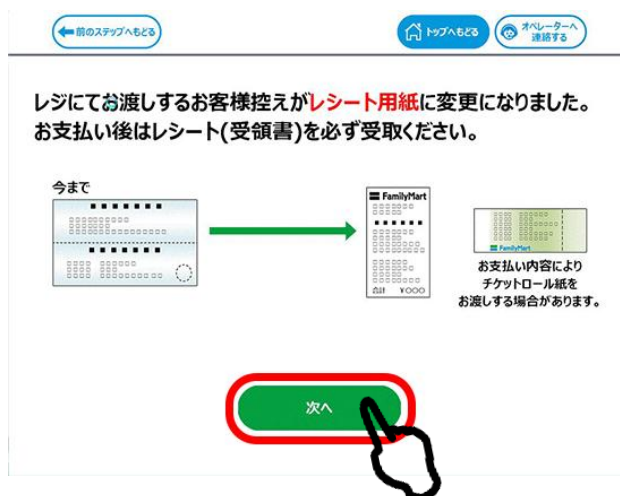 前のステップへもどる
トップへもどる
オペレーターへ
連絡する
レジにてお渡しするお客様控えがレシート用紙に変更になりました。
お支払い後はレシート(受領書)を必ず受取ください。
今まで
FamilyMart
合計 ¥○○○
FamilyMart
お支払い内容により
チケットロール紙を
お渡しする場合があります。
次へ